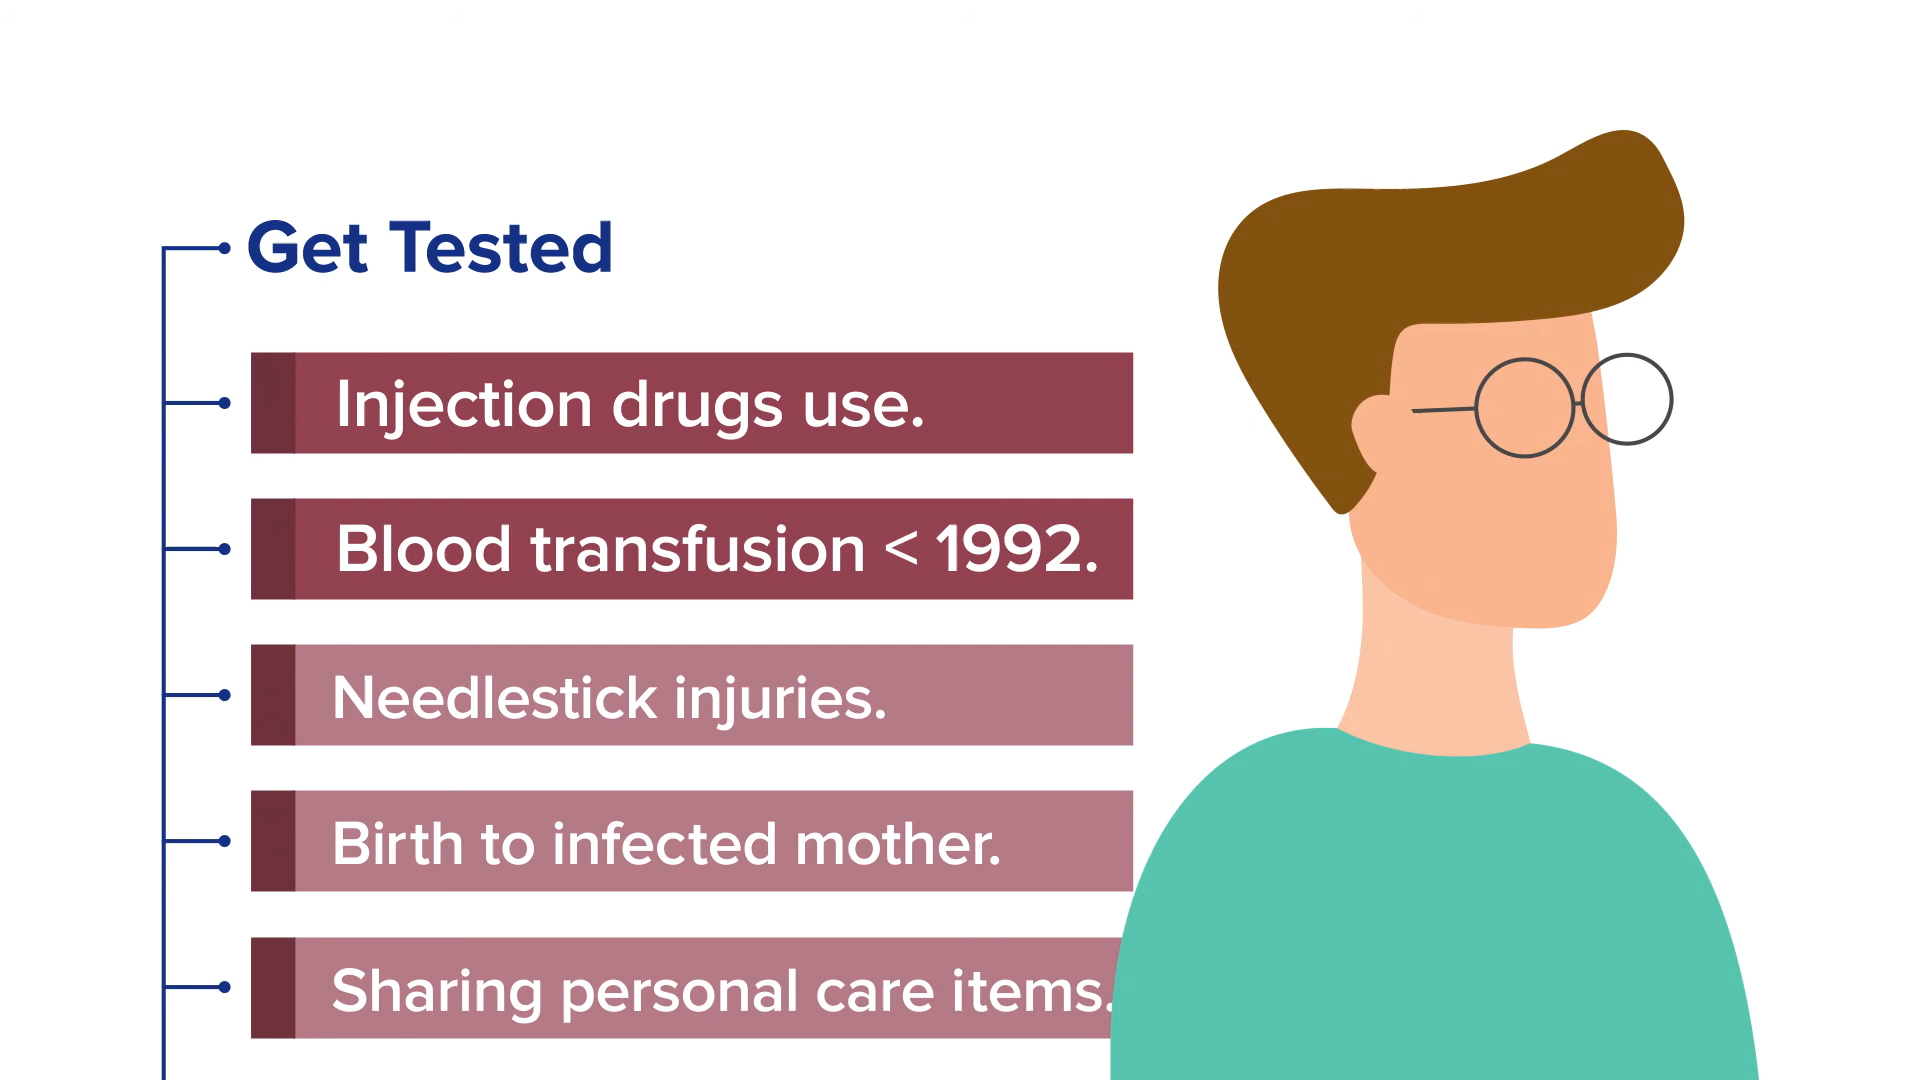 Get Tested
Injection drugs use.
Blood transfusion < 1992.
Needlestick injuries.
Birth to infected mother.
Sharing personal care items.